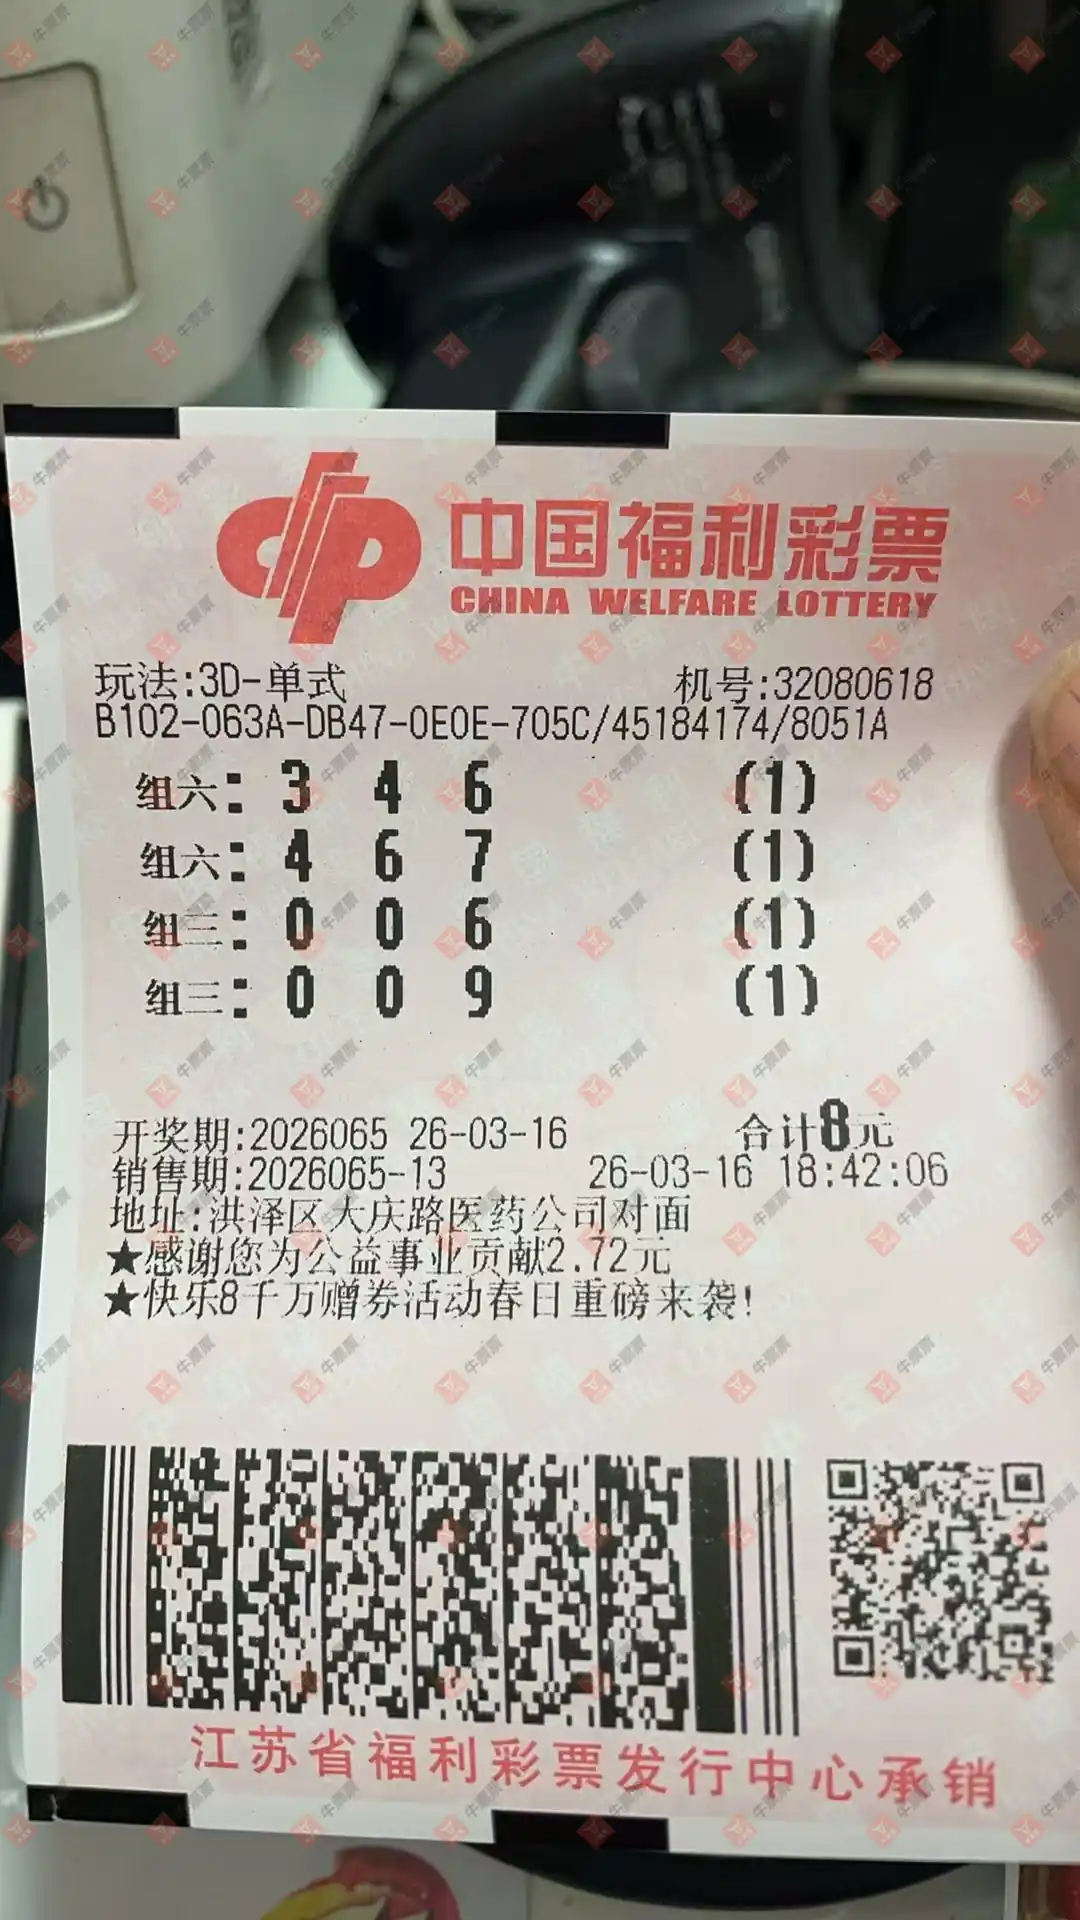 中国福利彩票
CHINA WELFARE LOTTERY
玩法:3D-单式 机号:32080618
B102-063A-DB47-0E0E-705C/45184174/8051A
组六: 3 4 6 (1)
组六: 4 6 7 (1)
组三: 0 0 6 (1)
组三: 0 0 9 (1)
开奖期:2026065 26-03-16 合计8元
销售期:2026065-13 26-03-16 18:42:06
地址:洪泽区大庆路医药公司对面
★感谢您为公益事业贡献2.72元
★快乐8千万赠券活动春日重磅来袭!
江苏省福利彩票发行中心承销
牛票票